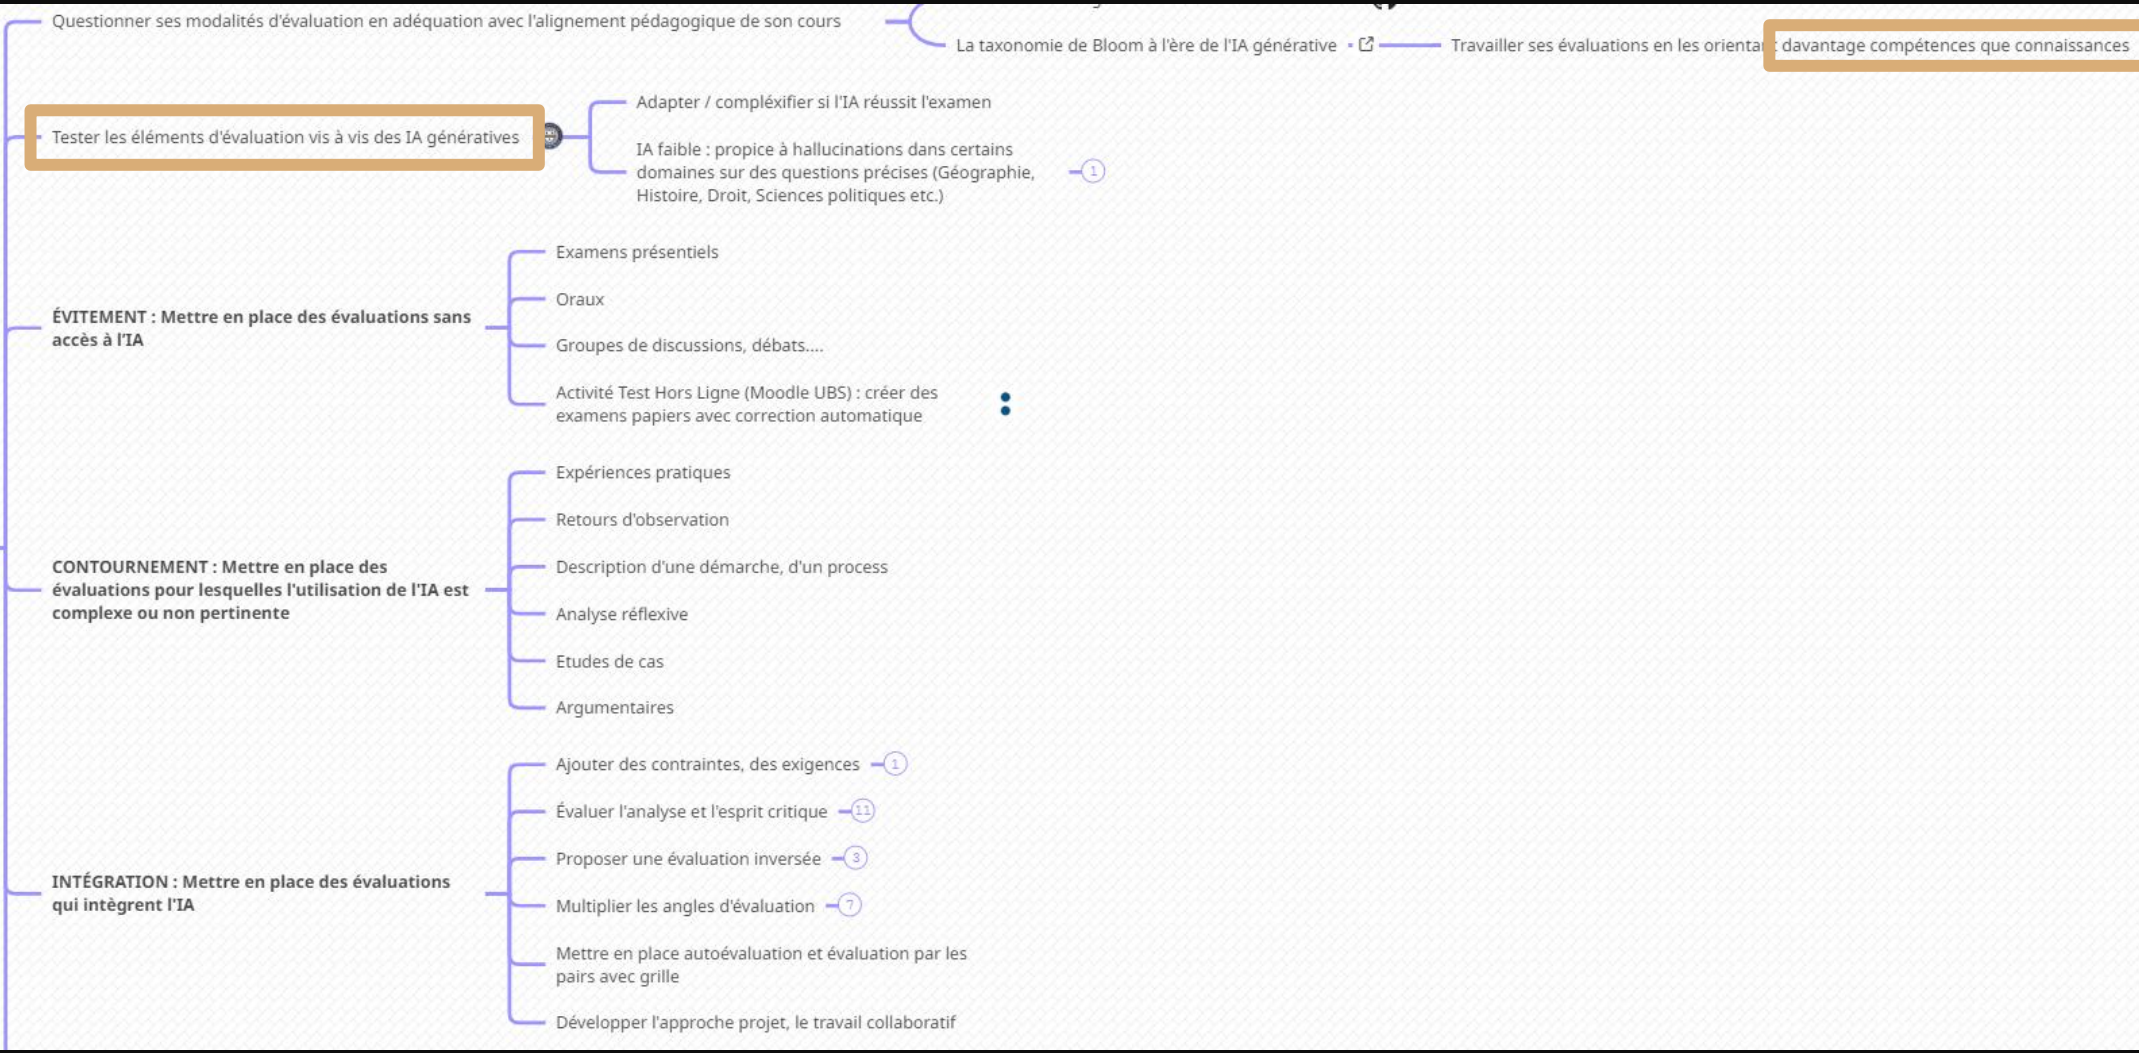 Questionner ses modalités d'évaluation en adéquation avec l'alignement pédagogique de son cours
La taxonomie de Bloom à l'ère de l'IA générative
Travailler ses évaluations en les orientant davantage compétences que connaissances
Tester les éléments d'évaluation vis à vis des IA génératives
Adapter / compléxifier si l'IA réussit l'examen
IA faible : propice à hallucinations dans certains
domaines sur des questions précises (Géographie,
Histoire, Droit, Sciences politiques etc.)
1
ÉVITEMENT : Mettre en place des évaluations sans
accès à l'IA
Examens présentiels
Oraux
Groupes de discussions, débats....
Activité Test Hors Ligne (Moodle UBS) : créer des
examens papiers avec correction automatique
CONTOURNEMENT : Mettre en place des
évaluations pour lesquelles l'utilisation de l'IA est
complexe ou non pertinente
Expériences pratiques
Retours d'observation
Description d'une démarche, d'un process
Analyse réflexive
Etudes de cas
Argumentaires
INTÉGRATION : Mettre en place des évaluations
qui intègrent l'IA
Ajouter des contraintes, des exigences
1
Évaluer l'analyse et l'esprit critique
11
Proposer une évaluation inversée
3
Multiplier les angles d'évaluation
7
Mettre en place autoévaluation et évaluation par les
pairs avec grille
Développer l'approche projet, le travail collaboratif